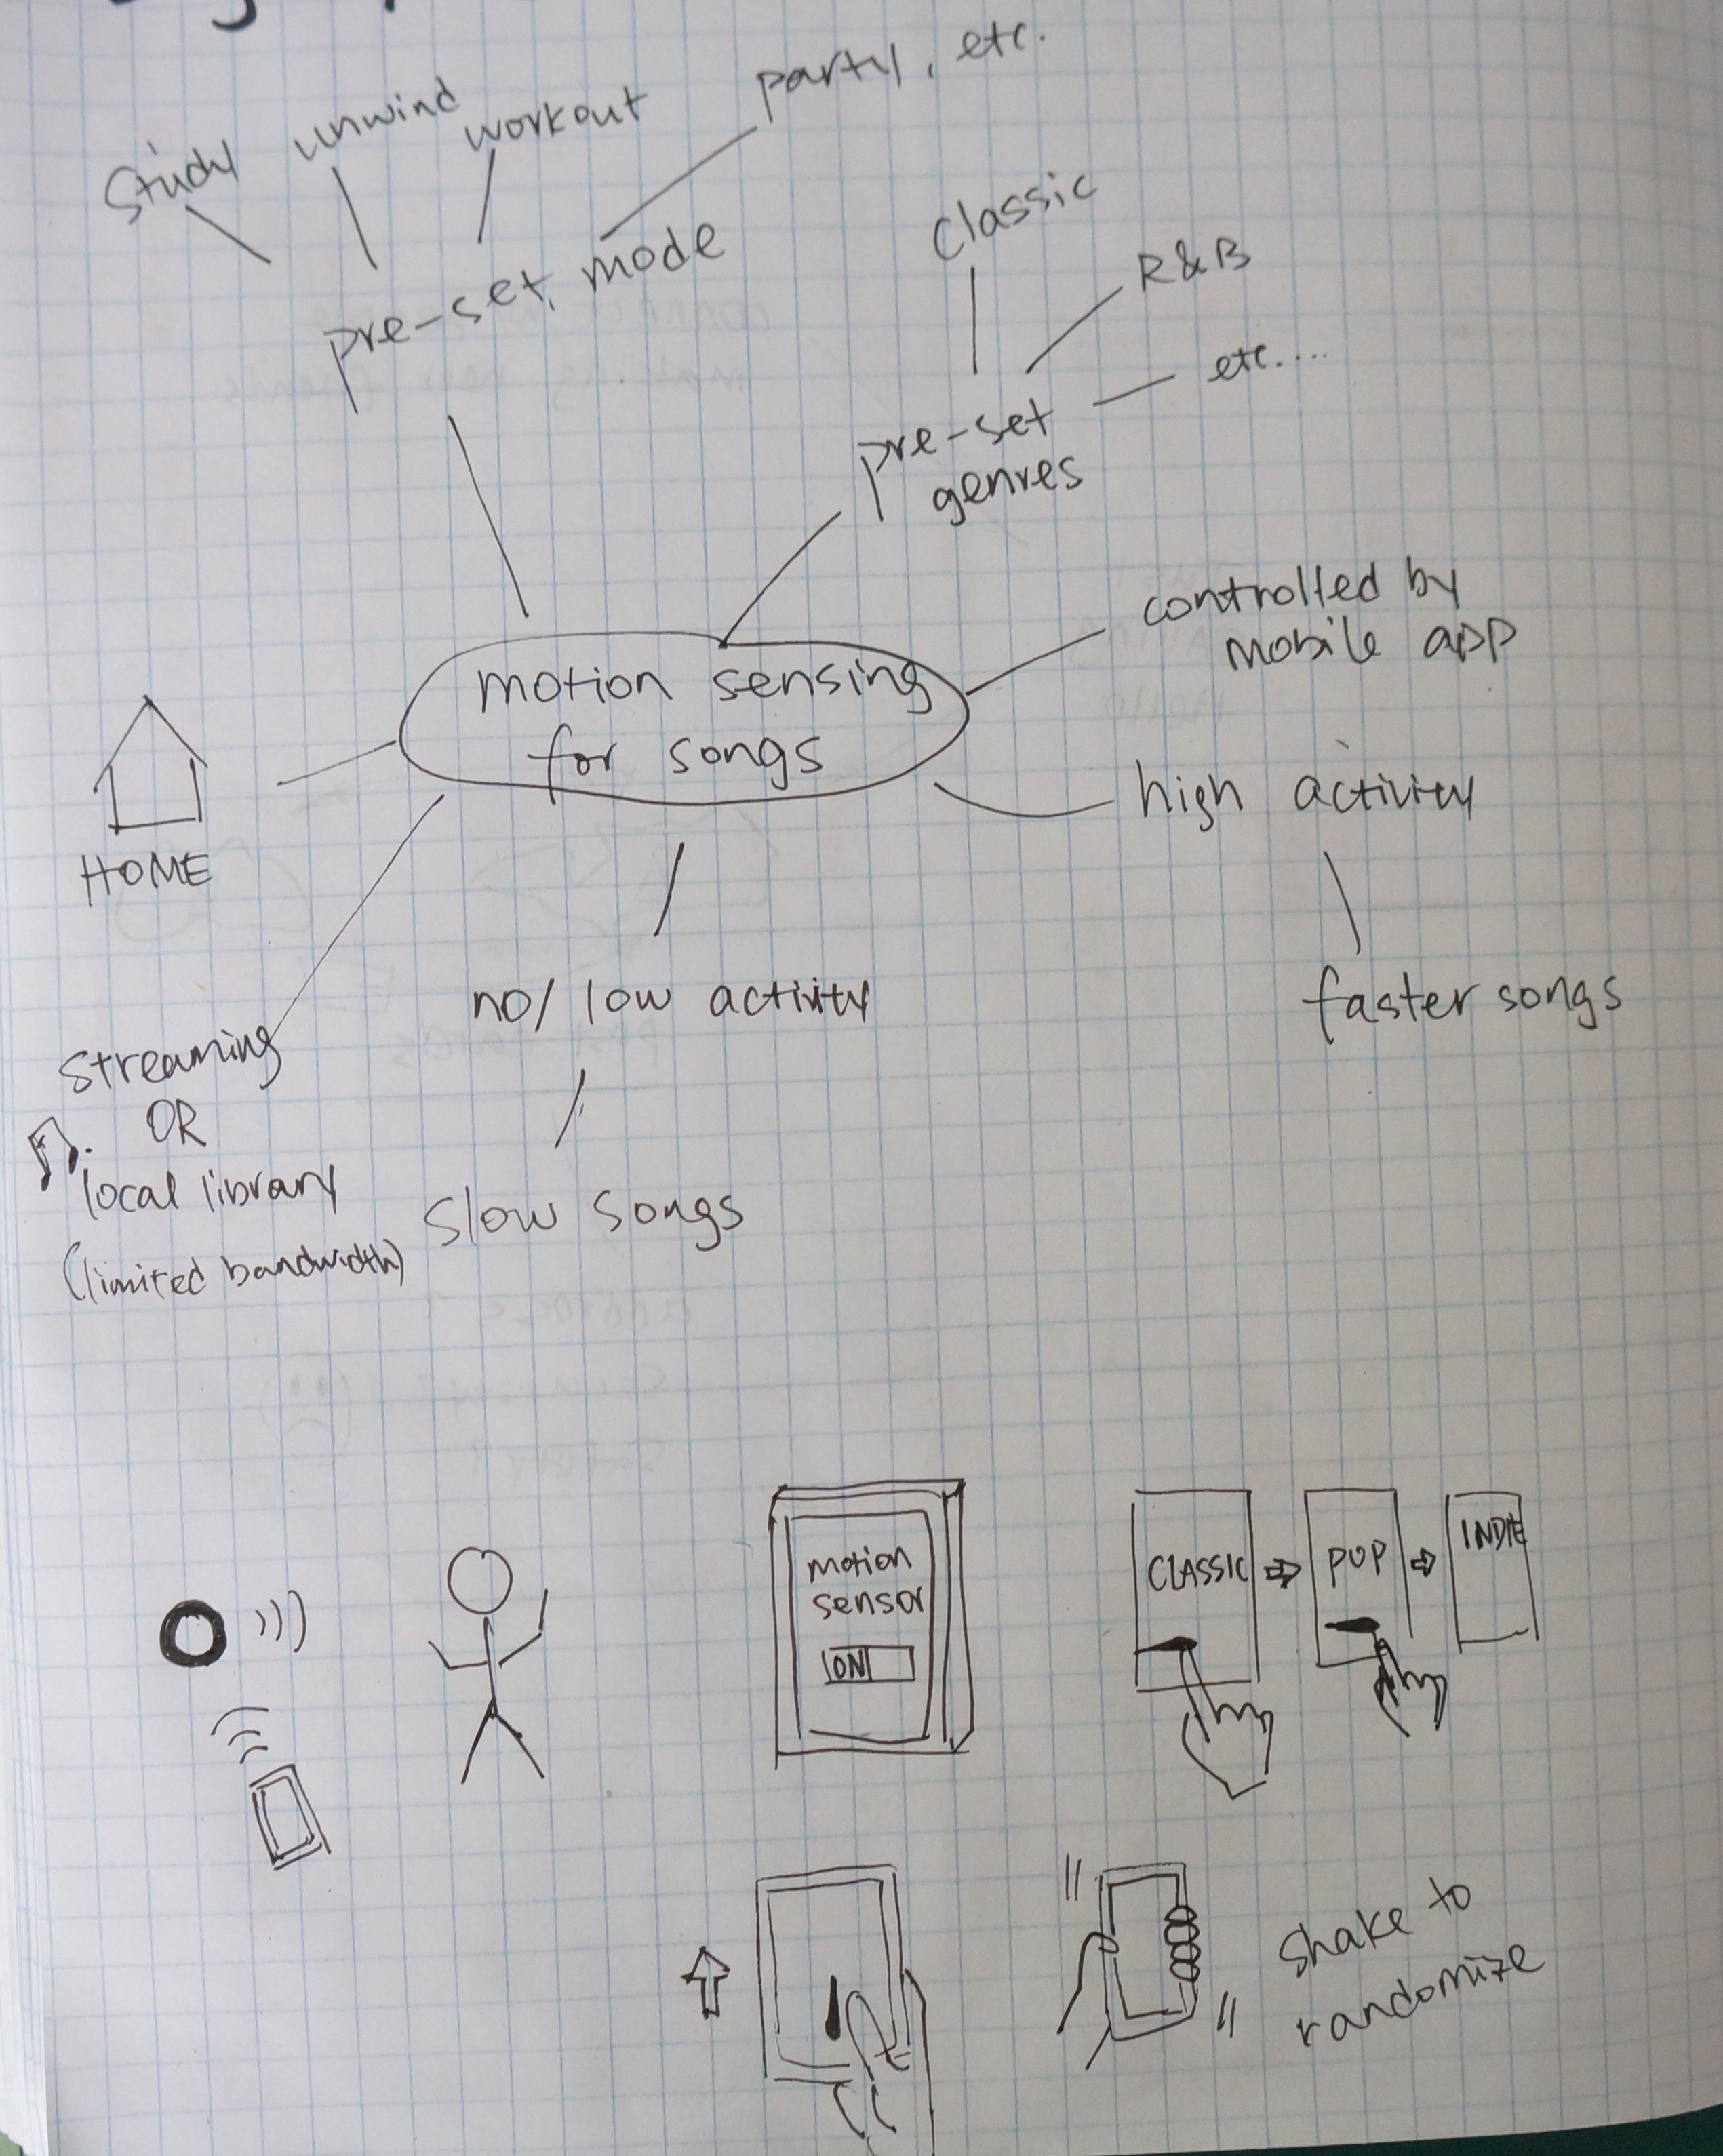 Study
unwind
workout
party, etc.
pre-set mode
Classic
R&B
etc....
pre-set
genres
controlled by
mobile app
motion sensing
for songs
high activity
faster songs
HOME
no/ low activity
slow songs
streaming
OR
local library
(limited bandwidth)
motion
sensor
ON
CLASSIC
POP
INDIE
shake to
randomize